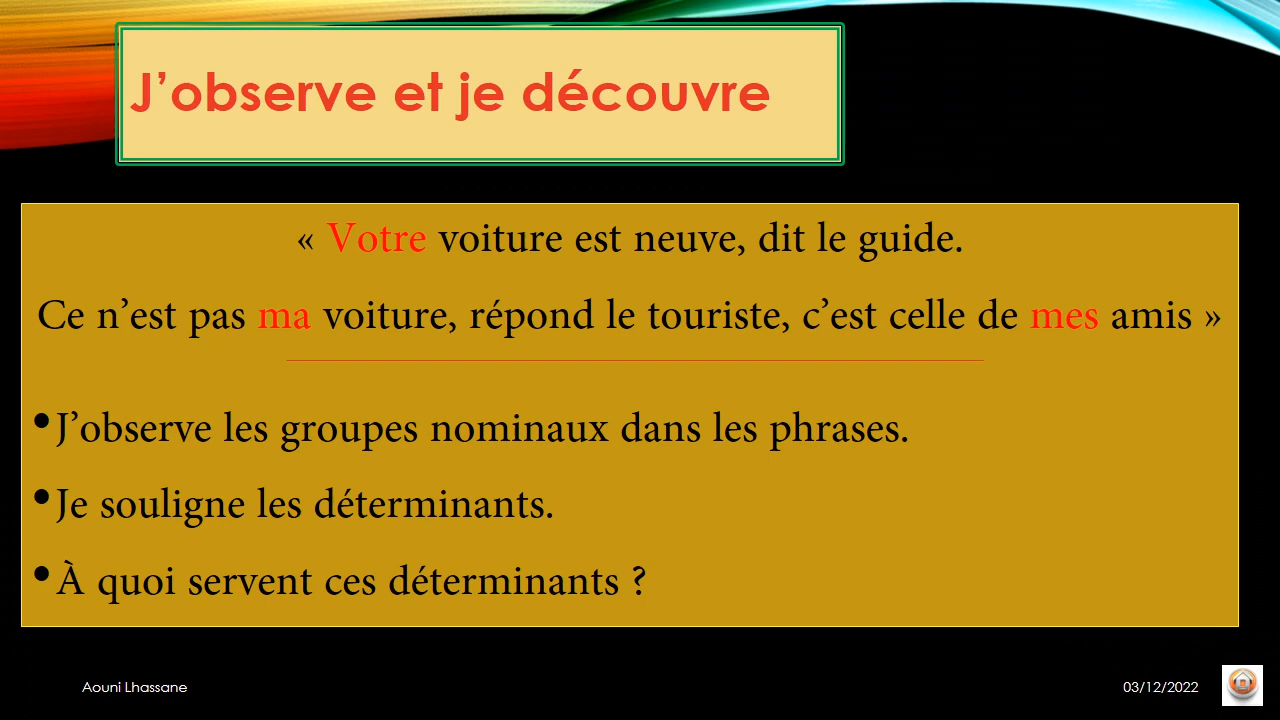 J’observe et je découvre
« Votre voiture est neuve, dit le guide.
Ce n’est pas ma voiture, répond le touriste, c’est celle de mes amis »
•J’observe les groupes nominaux dans les phrases.
•Je souligne les déterminants.
•À quoi servent ces déterminants ?
Aouni Lhassane
03/12/2022